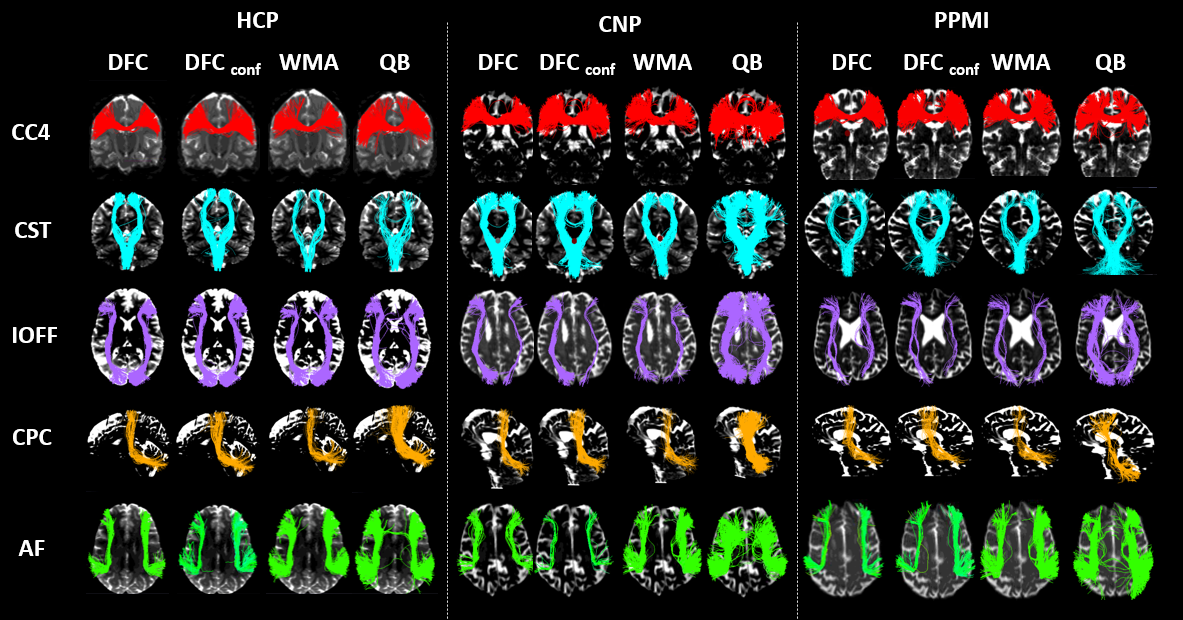 HCP CNP PPMI
DFC DFC conf WMA QB DFC DFC conf WMA QB DFC DFC conf WMA QB
CC4
CST
IOFF
CPC
AF